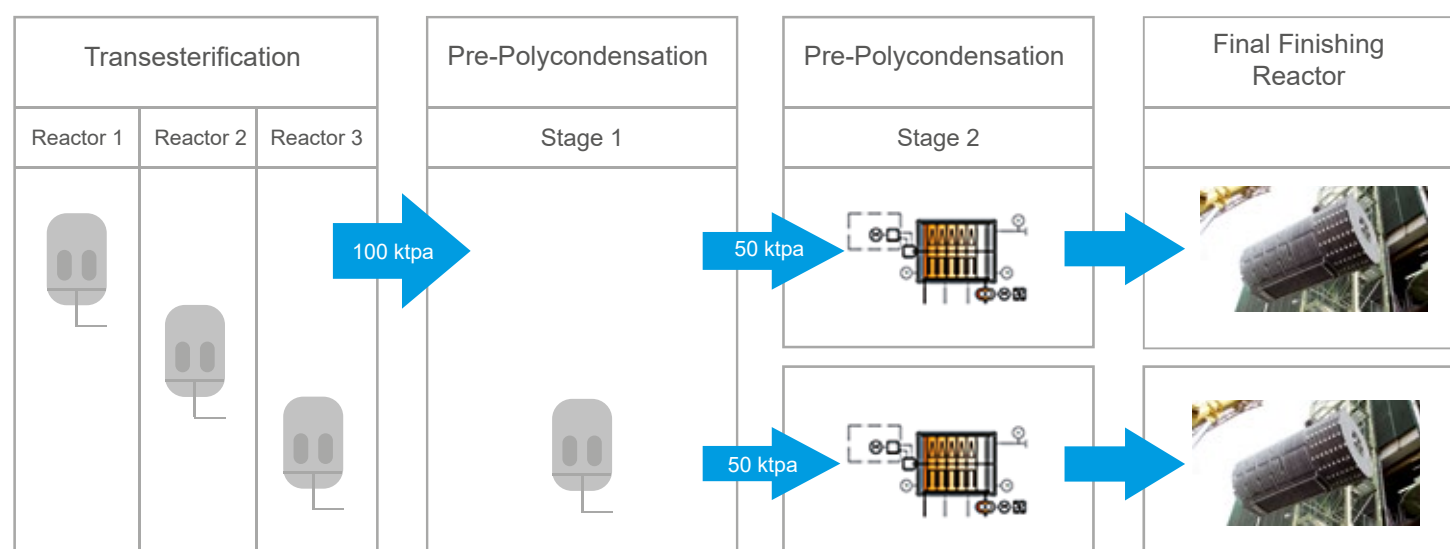 Transesterification
Pre-Polycondensation
Pre-Polycondensation
Final Finishing
Reactor
Reactor 1
Reactor 2
Reactor 3
Stage 1
Stage 2
100 ktpa
50 ktpa
50 ktpa